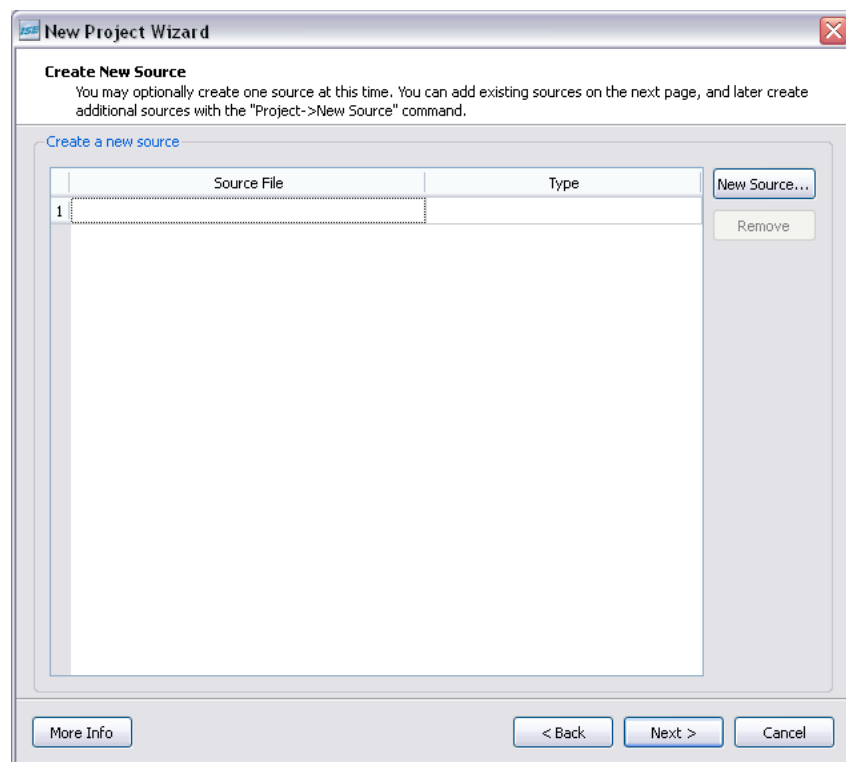 ISE New Project Wizard
Create New Source
You may optionally create one source at this time. You can add existing sources on the next page, and later create
additional sources with the "Project->New Source" command.
Create a new source
Source File Type New Source...
1
Remove
More Info < Back Next > Cancel